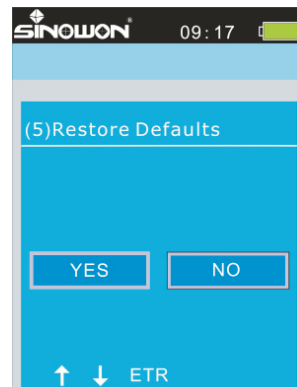 SINOWON
09:17
(5)Restore Defaults
YES
NO
↑ ↓ ETR